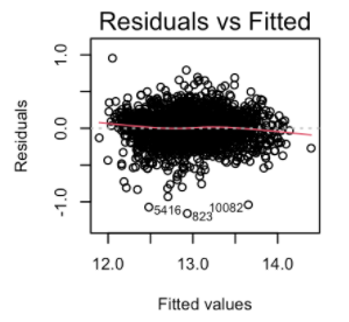 Residuals vs Fitted
Residuals
1.0
0.0
-1.0
5416
823
10082
12.0 13.0 14.0
Fitted values